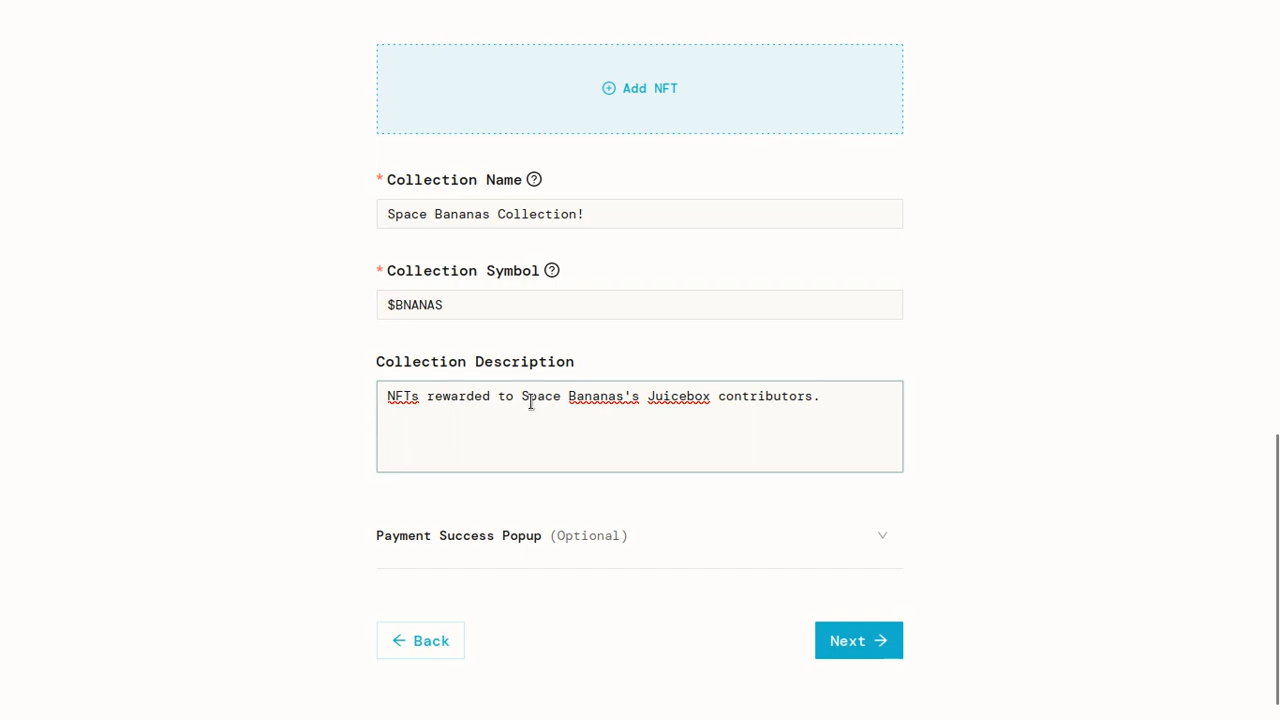 Add NFT
* Collection Name
Space Bananas Collection!
* Collection Symbol
$BNANAS
Collection Description
NFTs rewarded to Space Bananas's Juicebox contributors.
Payment Success Popup (Optional)
← Back
Next →